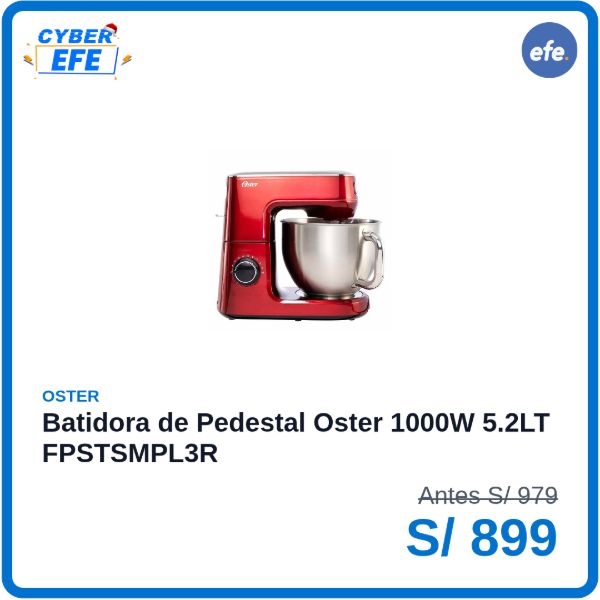 CYBER
EFE
efe.
Oster
OSTER
Batidora de Pedestal Oster 1000W 5.2LT
FPSTSMPL3R
Antes S/ 979
S/ 899